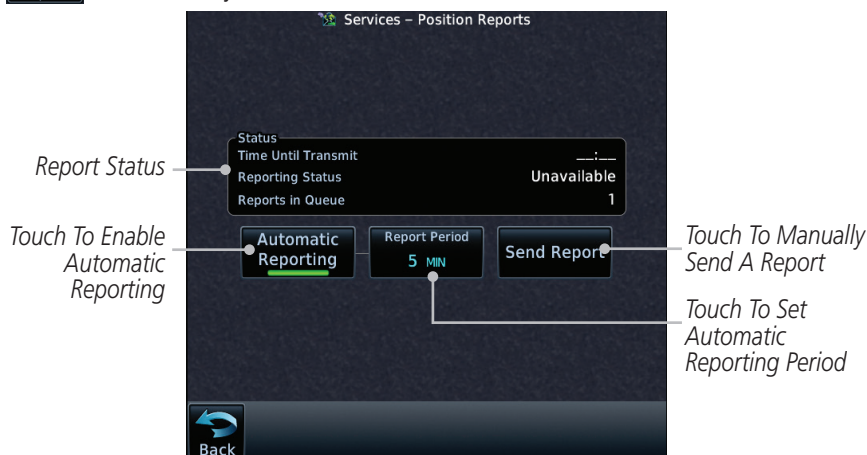 Services – Position Reports
Status
Time Until Transmit __:__
Reporting Status Unavailable
Reports in Queue 1
Report Status
Touch To Enable
Automatic
Reporting
Automatic
Reporting
Report Period
5 MIN
Send Report
Touch To Manually
Send A Report
Touch To Set
Automatic
Reporting Period
Back